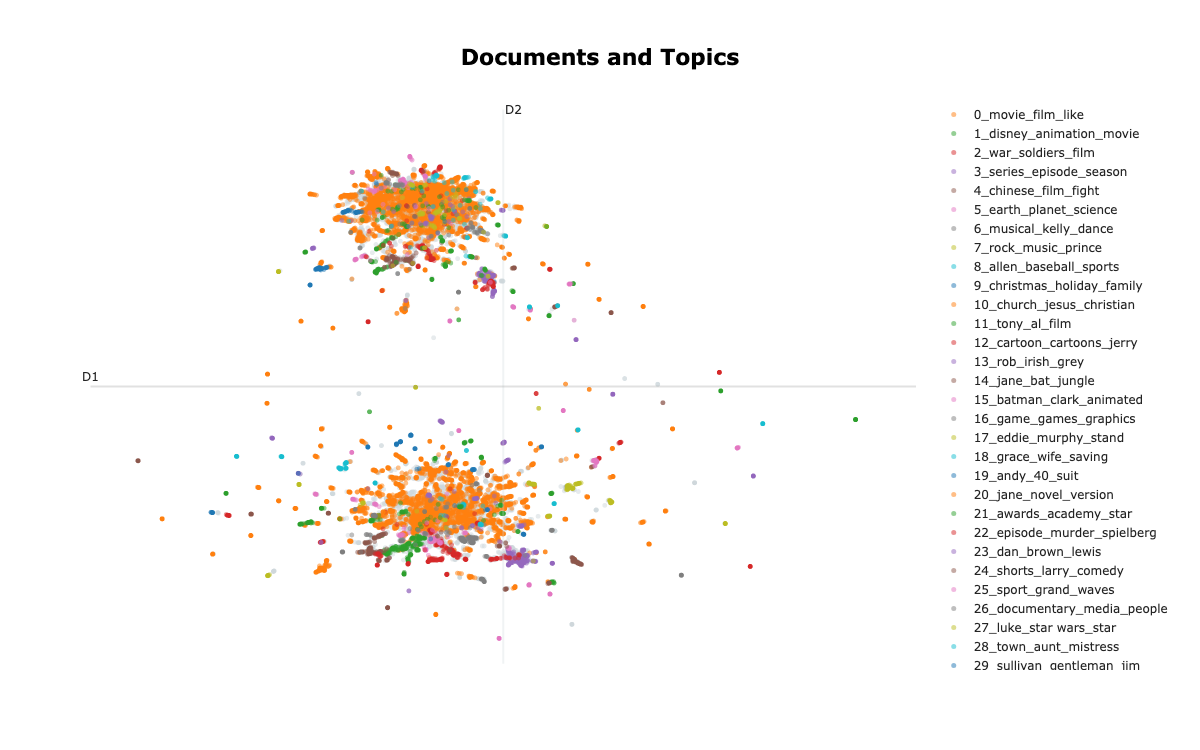 Documents and Topics
D2
D1
0_movie_film_like
1_disney_animation_movie
2_war_soldiers_film
3_series_episode_season
4_chinese_film_fight
5_earth_planet_science
6_musical_kelly_dance
7_rock_music_prince
8_allen_baseball_sports
9_christmas_holiday_family
10_church_jesus_christian
11_tony_al_film
12_cartoon_cartoons_jerry
13_rob_irish_grey
14_jane_bat_jungle
15_batman_clark_animated
16_game_games_graphics
17_eddie_murphy_stand
18_grace_wife_saving
19_andy_40_suit
20_jane_novel_version
21_awards_academy_star
22_episode_murder_spielberg
23_dan_brown_lewis
24_shorts_larry_comedy
25_sport_grand_waves
26_documentary_media_people
27_luke_star wars_star
28_town_aunt_mistress
29_sullivan_gentleman_jim